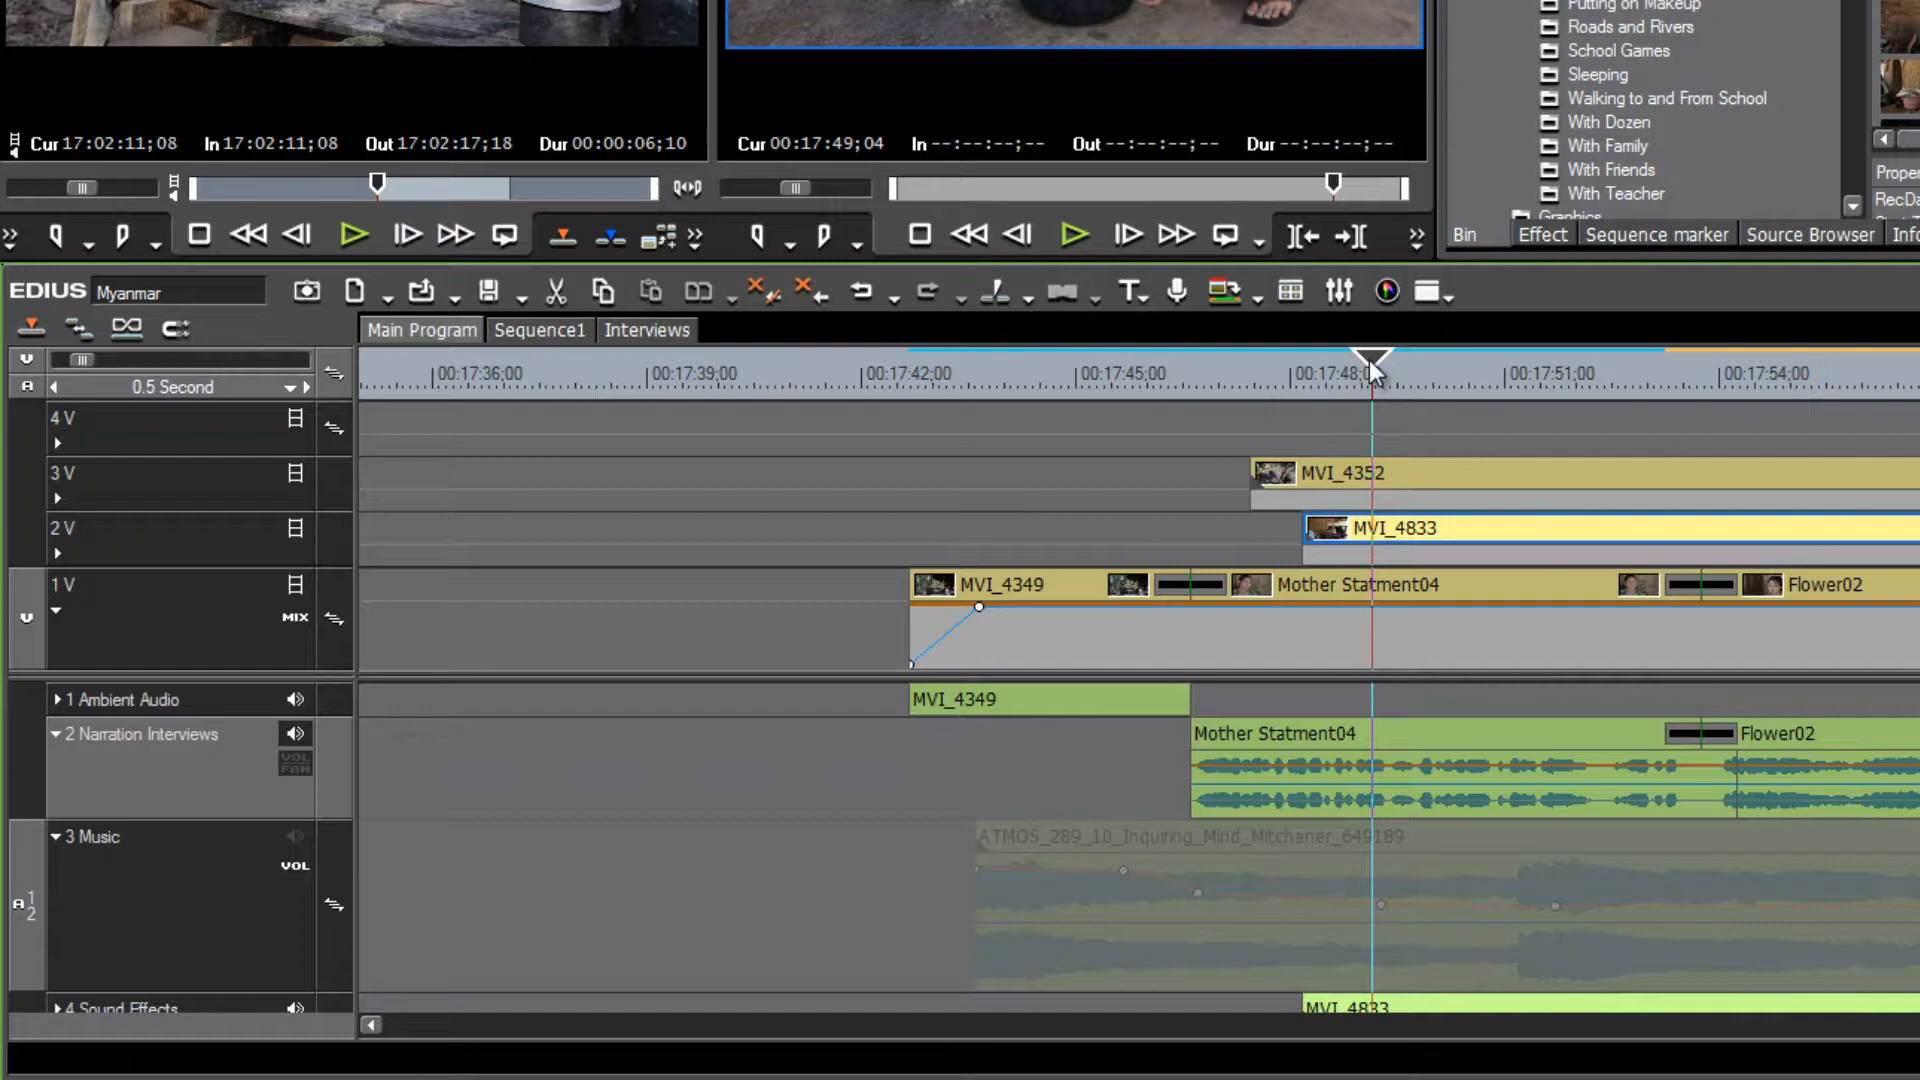 Putting on Makeup
Roads and Rivers
School Games
Sleeping
Walking to and From School
With Dozen
With Family
With Friends
With Teacher
Graphics
Cur 17:02:11;08 In 17:02:11;08 Out 17:02:17;18 Dur 00:00:06;10
Cur 00:17:49;04 In --:--:--;-- Out --:--:--;-- Dur --:--:--;--
Bin Effect Sequence marker Source Browser Info
Proper
RecDa
EDIUS Myanmar
Main Program Sequence1 Interviews
V
A 0.5 Second
00:17:36;00 00:17:39;00 00:17:42;00 00:17:45;00 00:17:48;0 00:17:51;00 00:17:54;00
4 V
3 V MVI_4352
2 V MVI_4833
1 V MVI_4349 Mother Statment04 Flower02
V MIX
1 Ambient Audio MVI_4349
2 Narration Interviews Mother Statment04 Flower02
VOL
PAN
3 Music ATMOS_289_10_Inquiring_Mind_Mitchaner_649189
VOL
A 1
2
4 Sound Effects MVI_4833